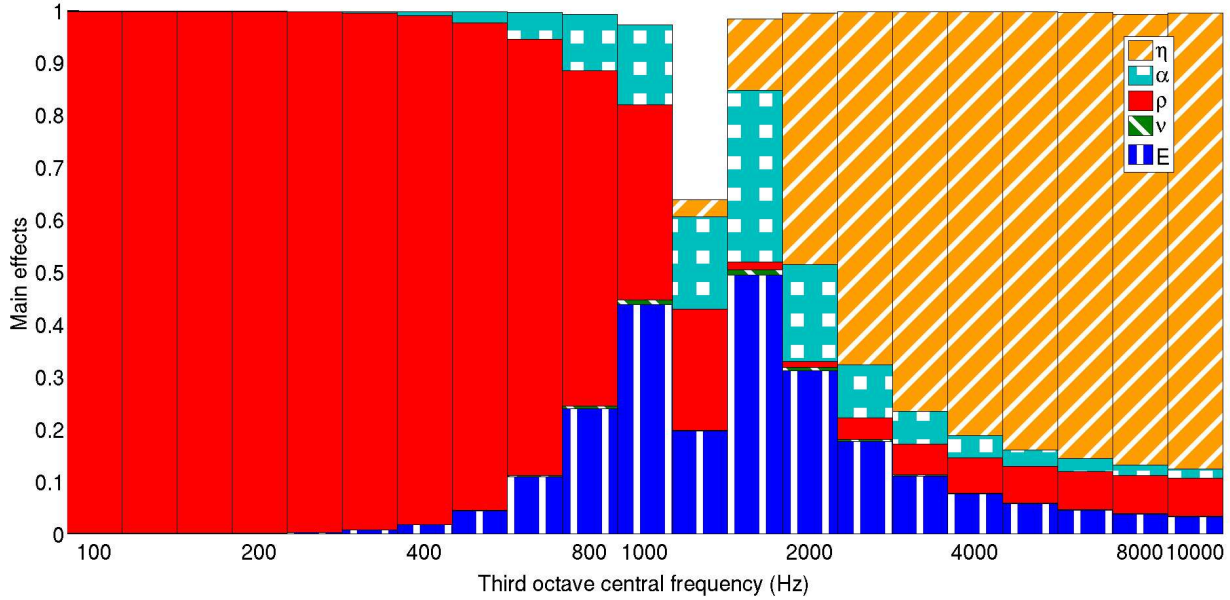 1
0.9
0.8
0.7
0.6
0.5
0.4
0.3
0.2
0.1
0
Main effects
η
α
ρ
ν
E
100 200 400 800 1000 2000 4000 8000 10000
Third octave central frequency (Hz)